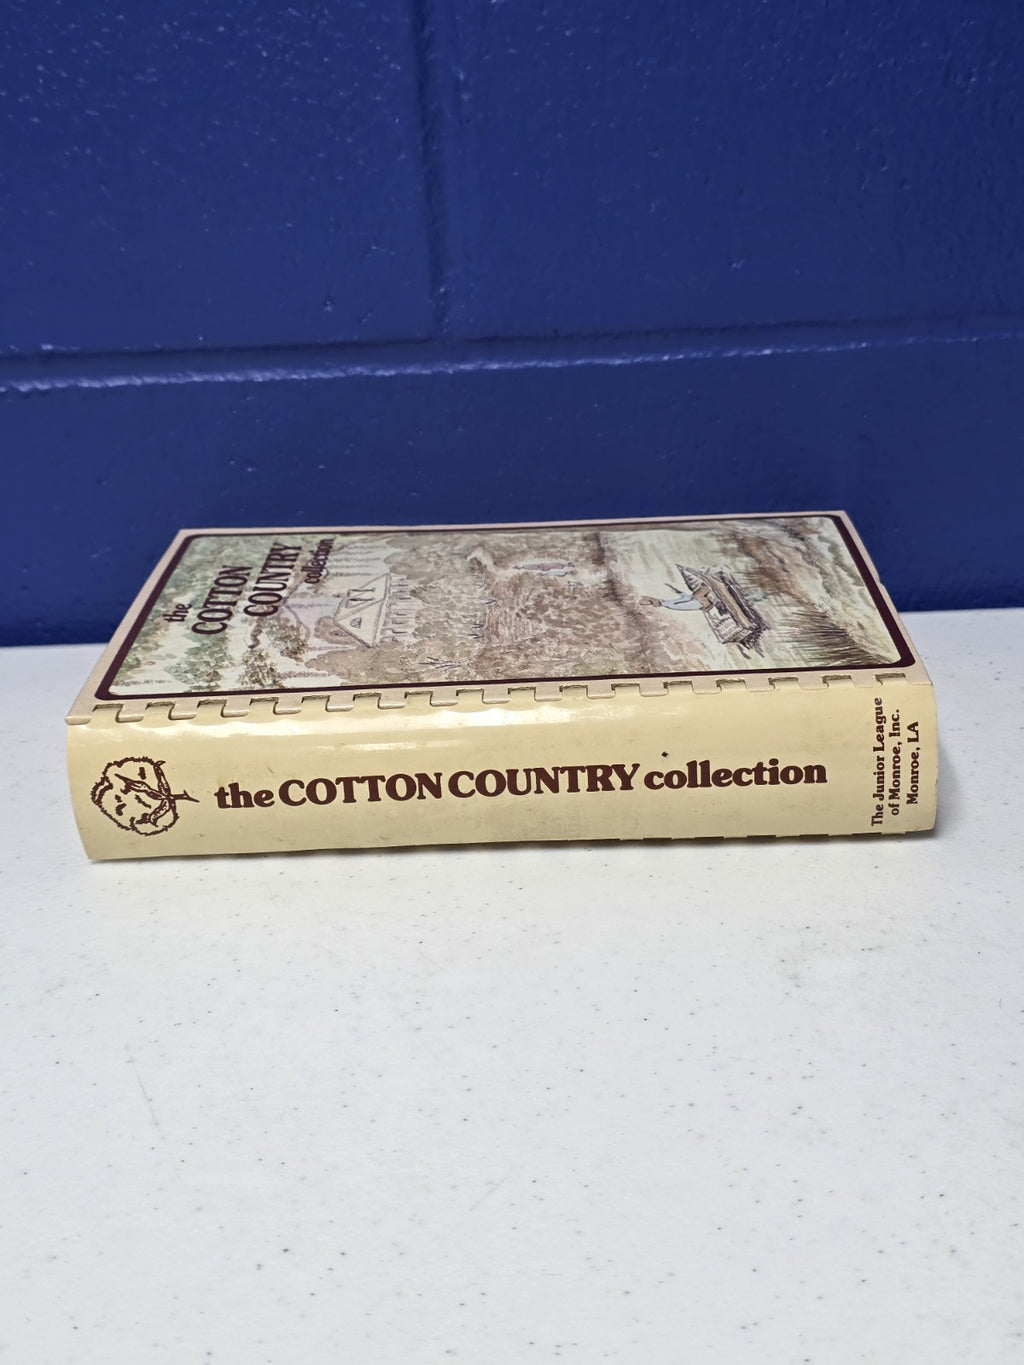 the
COTTON
COUNTRY
collection
the COTTON COUNTRY collection
The Junior League
of Monroe, Inc.
Monroe, LA